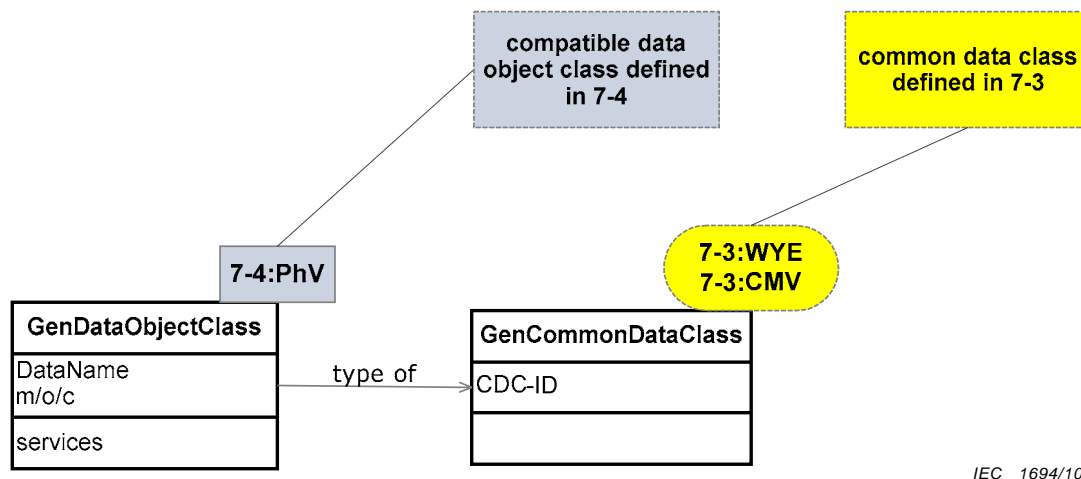 compatible data
object class defined
in 7-4
common data class
defined in 7-3
7-4:PhV
7-3:WYE
7-3:CMV
GenDataObjectClass
DataName
m/o/c
services
type of
GenCommonDataClass
CDC-ID
IEC 1694/10